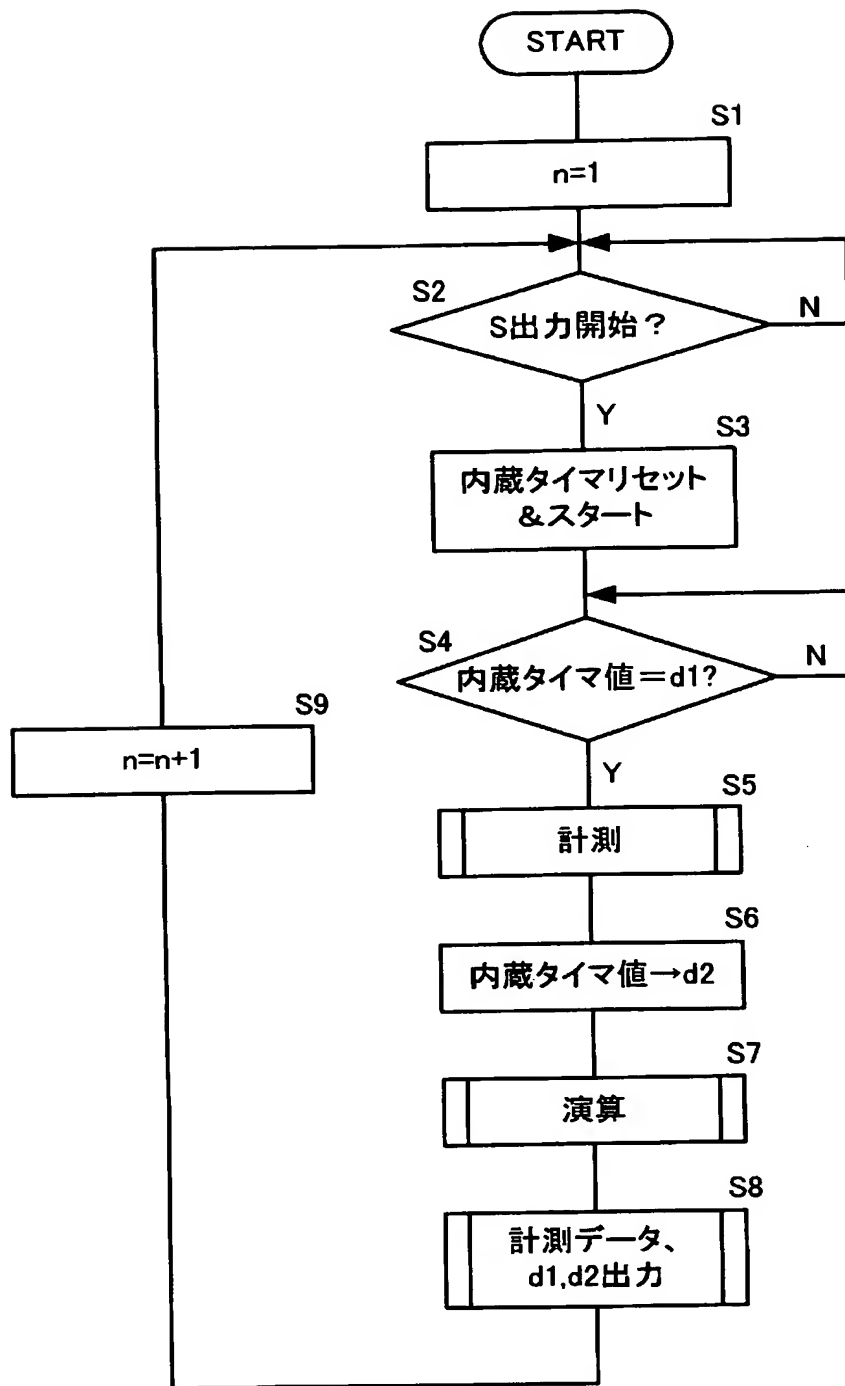 START
S1
n=1
S2
S出力開始？
N
Y
S3
内蔵タイマリセット
&スタート
S4
内蔵タイマ値＝d1?
N
S9
n=n+1
Y
S5
計測
S6
内蔵タイマ値→d2
S7
演算
S8
計測データ、
d1,d2出力